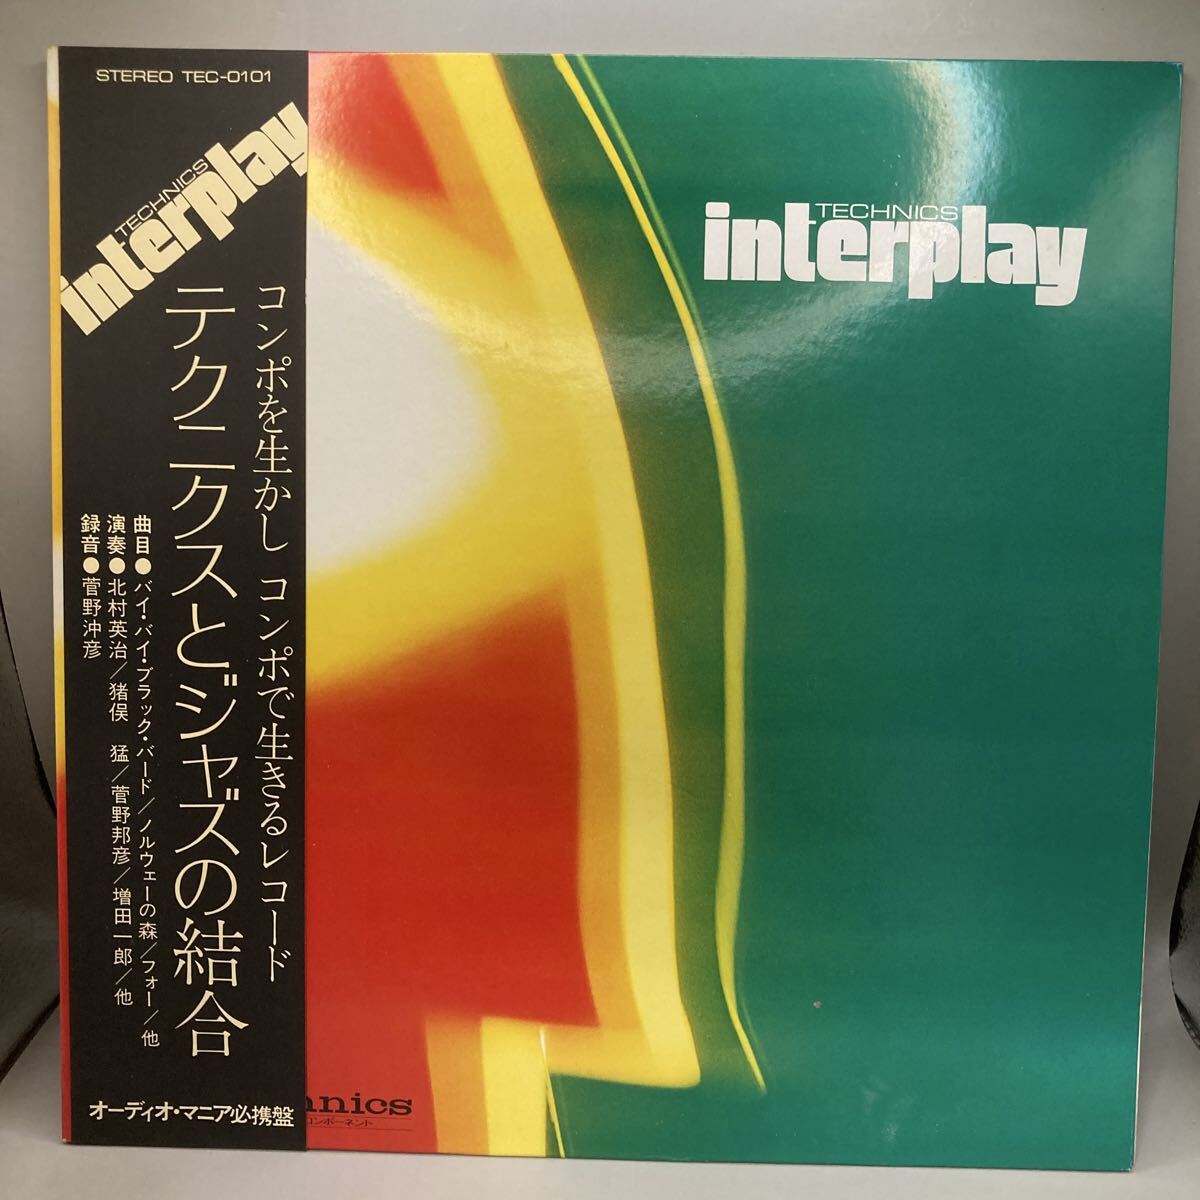 STEREO TEC-0101
TECHNICS
interplay
コンポを生かし コンポで生きるレコード
テクニクスとジャズの結合
曲目●バイ・バイ・ブラック・バード/ノルウェーの森/フォー/他
演奏●北村英治/猪俣 猛/菅野邦彦/増田一郎/他
録音●菅野沖彦
オーディオ・マニア必携盤
TECHNICS
interplay
nnics
コンポーネント